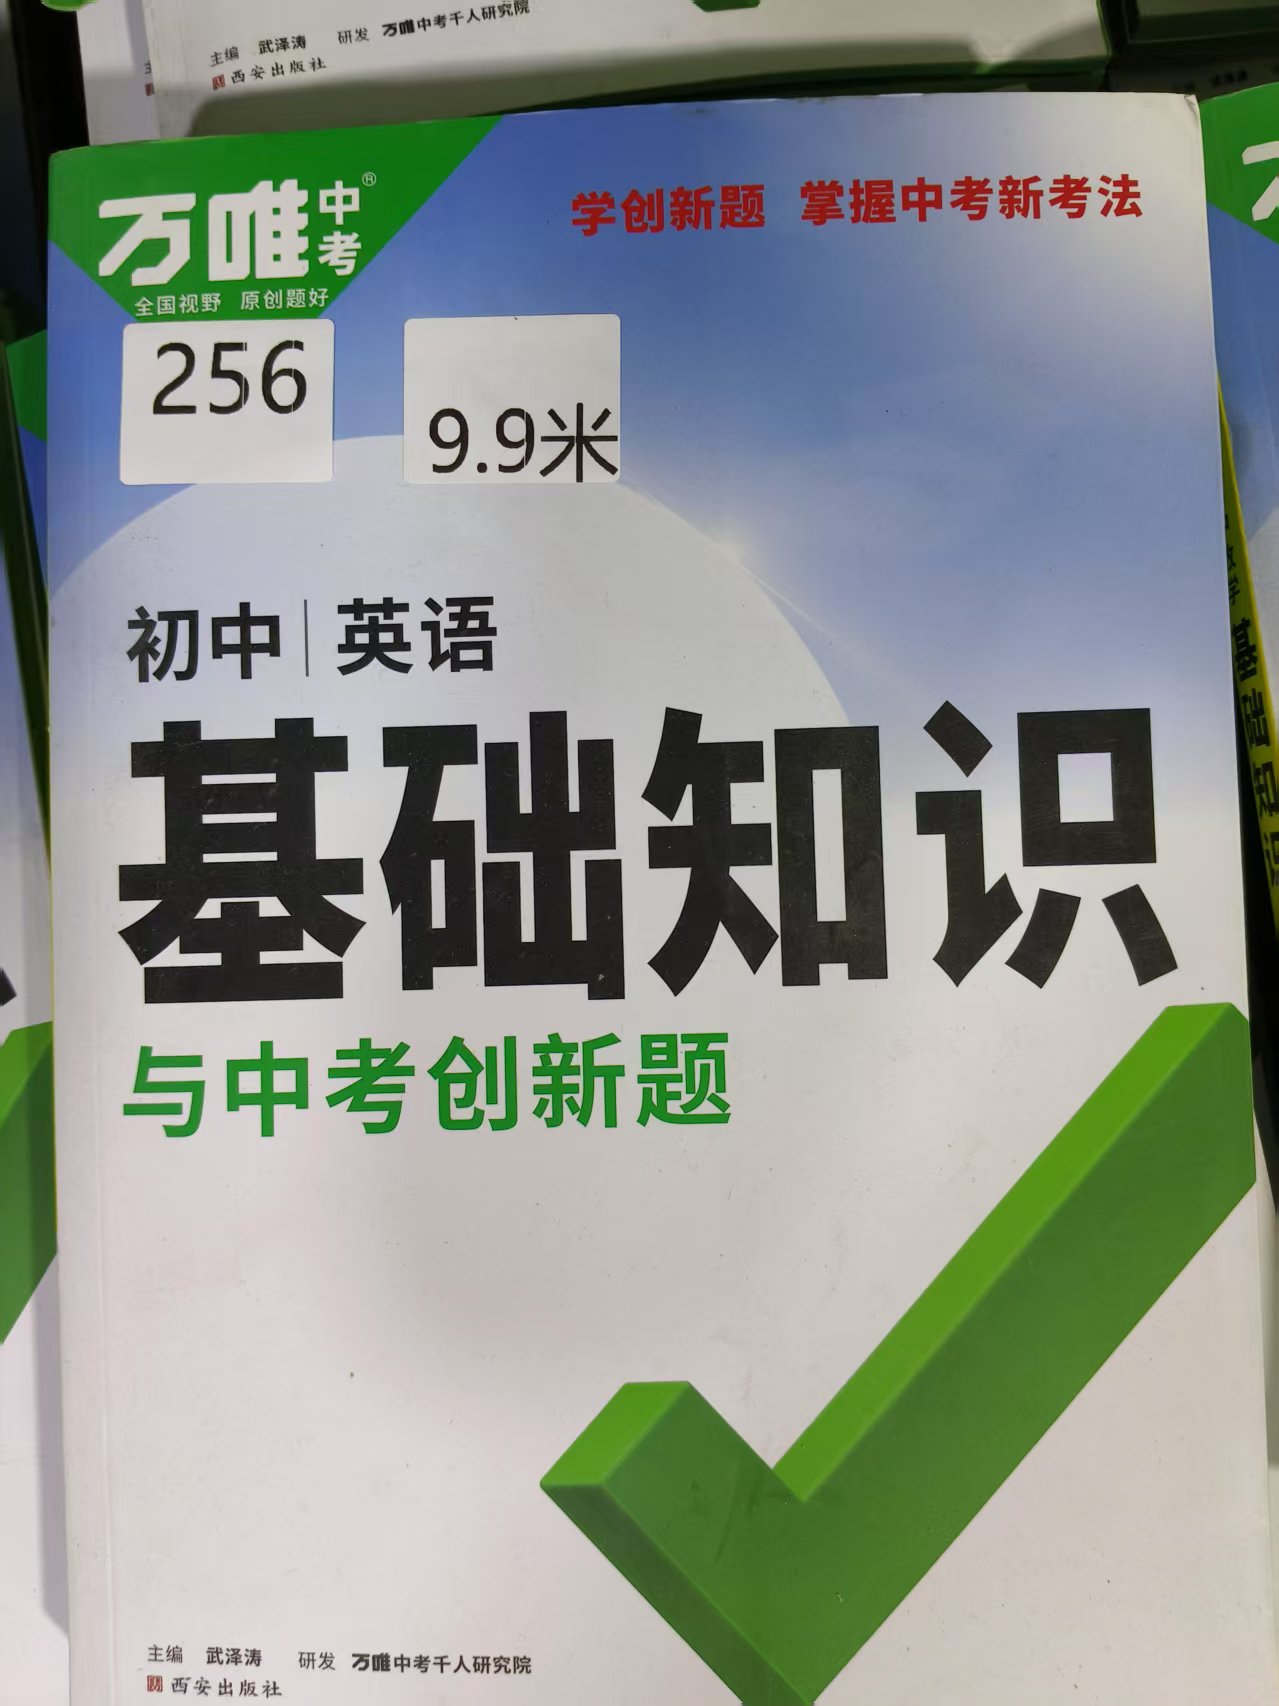 主编 武泽涛 研发 万唯中考千人研究院
西安出版社
万唯中考®
全国视野 原创题好
学创新题 掌握中考新考法
256
9.9米
初中 | 英语
基础知识
与中考创新题
主编 武泽涛 研发 万唯中考千人研究院
西安出版社
基础知识